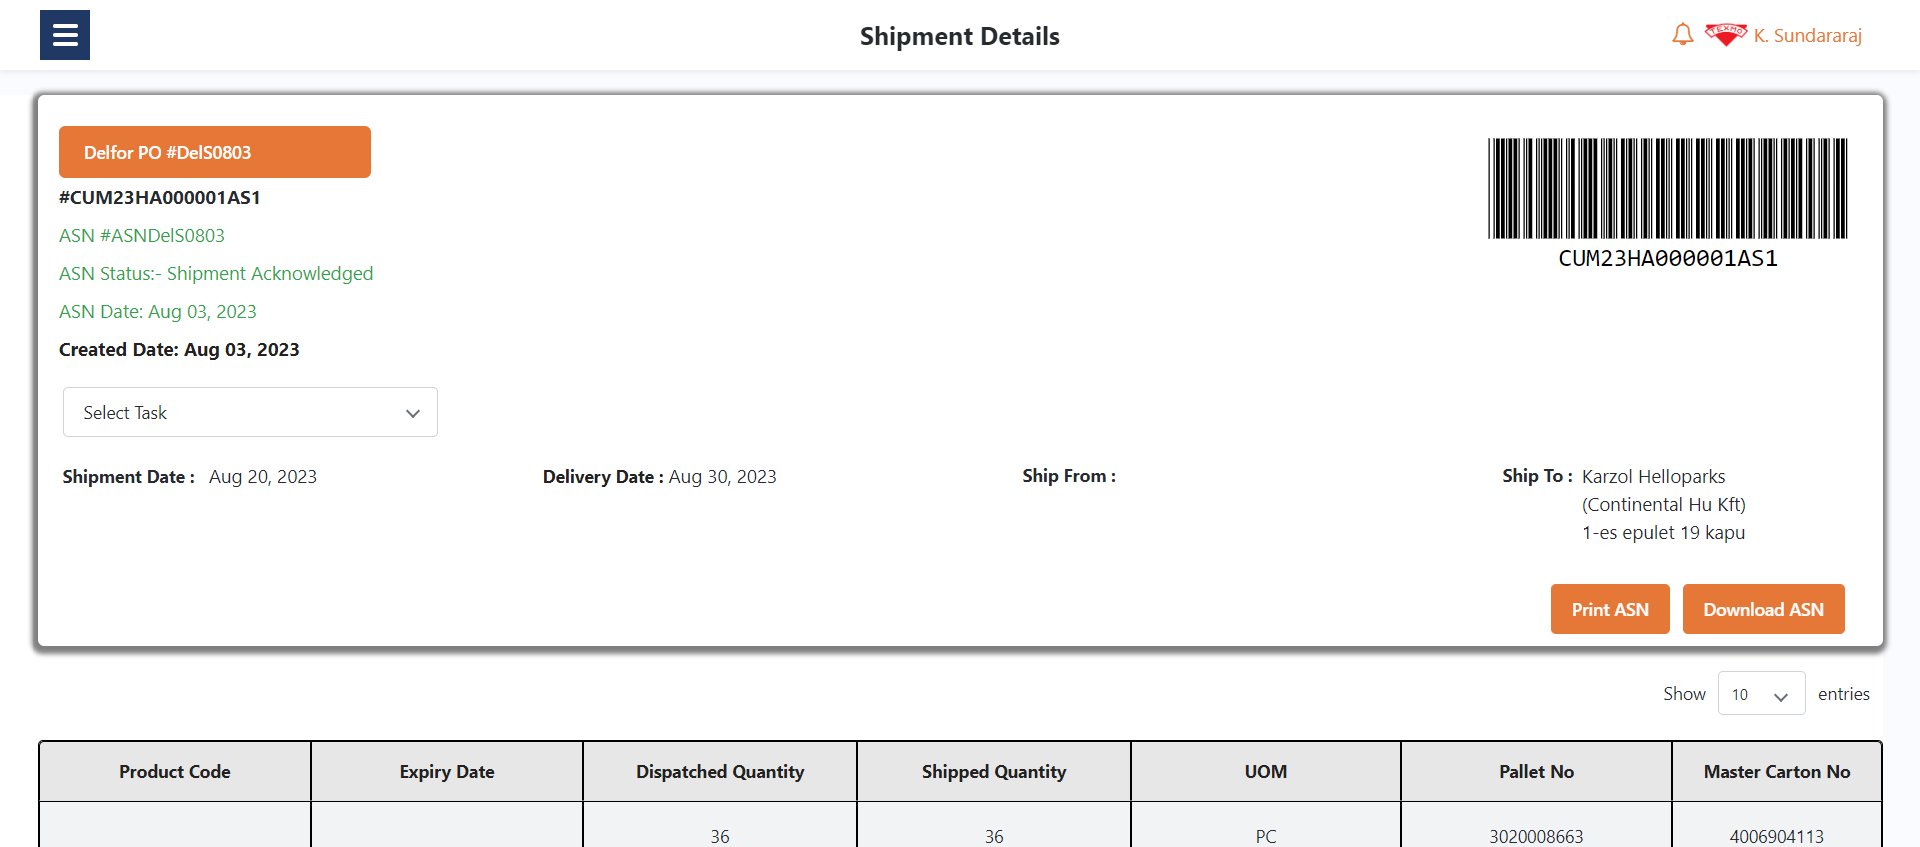 Shipment Details
TEXMO
K. Sundararaj
Delfor PO #DelS0803
#CUM23HA000001AS1
ASN #ASNDelS0803
ASN Status:- Shipment Acknowledged
ASN Date: Aug 03, 2023
Created Date: Aug 03, 2023
CUM23HA000001AS1
Select Task
Shipment Date : Aug 20, 2023
Delivery Date : Aug 30, 2023
Ship From :
Ship To : Karzol Helloparks
(Continental Hu Kft)
1-es epulet 19 kapu
Print ASN
Download ASN
Show 10 entries
Product Code Expiry Date Dispatched Quantity Shipped Quantity UOM Pallet No Master Carton No
36 36 PC 3020008663 4006904113